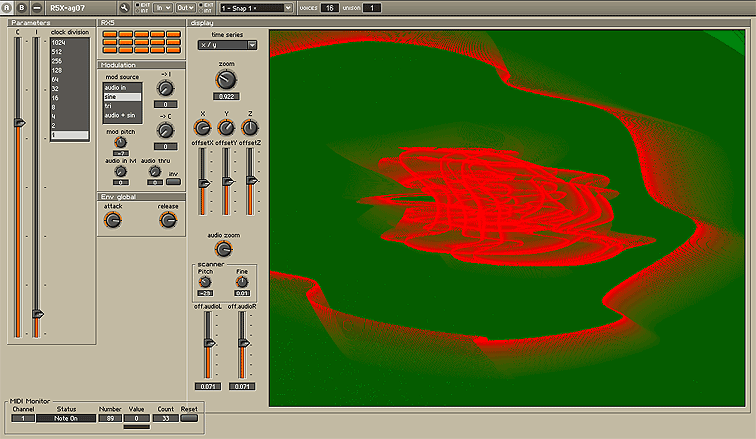 A B R5X-ag07 EXT INT In Out EXT INT 1 - Snap 1 * VOICES 16 UNISON 1
Parameters
C I clock division
1024
512
256
128
64
32
16
8
4
2
1
RX5
Modulation
mod source -> I
audio in
sine
tri
audio + sin
0
-> C
0
mod pitch
-7
audio in lvl audio thru inv
0 0
Env global
attack release
display
time series
x / y
zoom
0.922
X Y Z
offsetX offsetY offsetZ
audio zoom
scanner
Pitch Fine
-28 0.01
off.audioL off.audioR
0.071 0.071
MIDI Monitor
Channel Status Number Value Count Reset
1 Note On 89 0 33